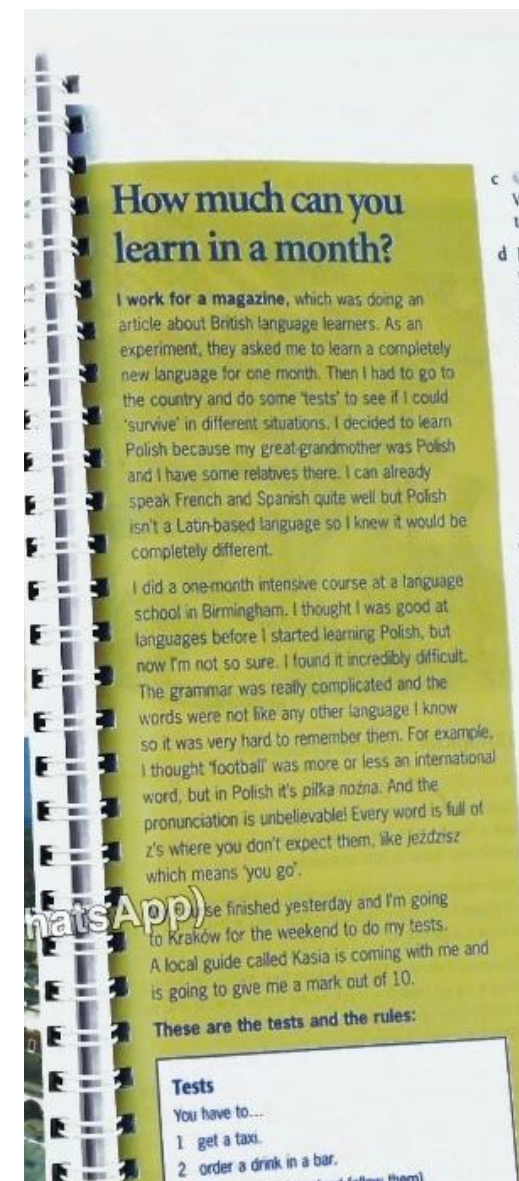 How much can you
learn in a month?
I work for a magazine, which was doing an
article about British language learners. As an
experiment, they asked me to learn a completely
new language for one month. Then I had to go to
the country and do some 'tests' to see if I could
'survive' in different situations. I decided to learn
Polish because my great-grandmother was Polish
and I have some relatives there. I can already
speak French and Spanish quite well but Polish
isn't a Latin-based language so I knew it would be
completely different.
I did a one-month intensive course at a language
school in Birmingham. I thought I was good at
languages before I started learning Polish, but
now I'm not so sure. I found it incredibly difficult.
The grammar was really complicated and the
words were not like any other language I know
so it was very hard to remember them. For example,
I thought 'football' was more or less an international
word, but in Polish it's piłka nożna. And the
pronunciation is unbelievable! Every word is full of
z's where you don't expect them, like jeździsz
which means 'you go'.
hatsApp)
finished yesterday and I'm going
to Kraków for the weekend to do my tests.
A local guide called Kasia is coming with me and
is going to give me a mark out of 10.
These are the tests and the rules:
Tests
You have to...
1 get a taxi.
2 order a drink in a bar.
follow them)
c
d